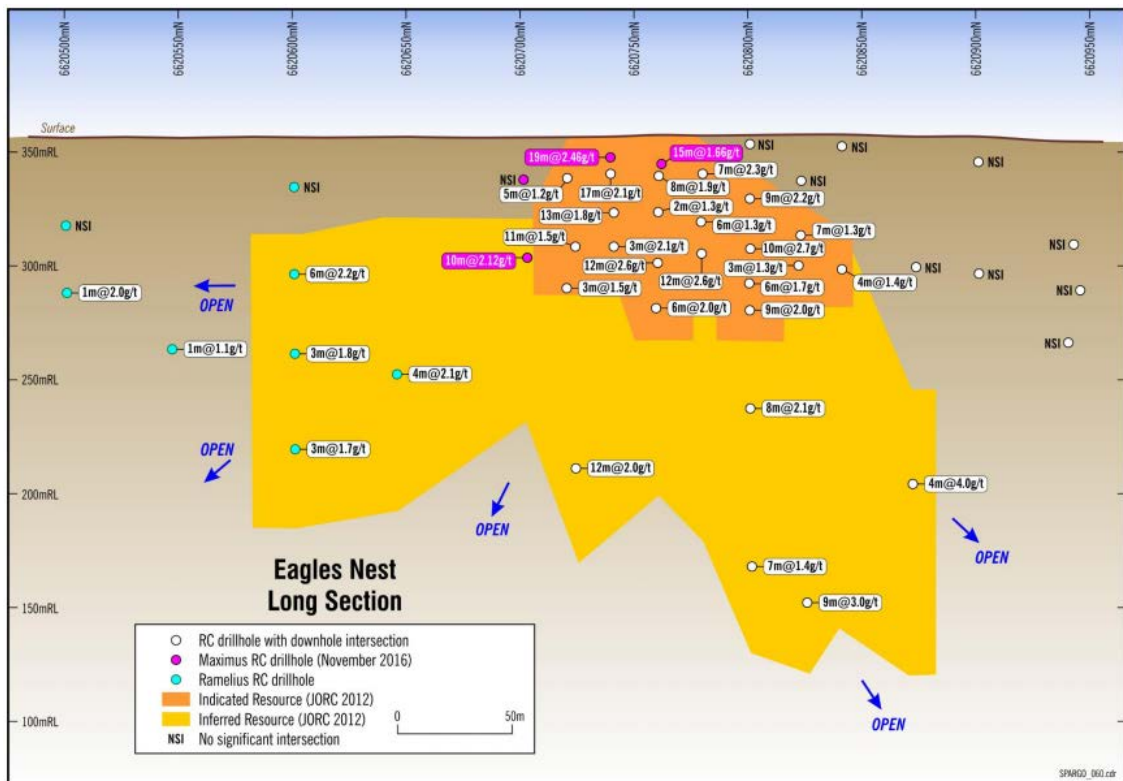 6620500mN
6620550mN
6620600mN
6620650mN
6620700mN
6620750mN
6620800mN
6620850mN
6620900mN
6620950mN
Surface
350mRL
300mRL
250mRL
200mRL
150mRL
100mRL
19m@2.46g/t
15m@1.66g/t
NSI
NSI
NSI
7m@2.3g/t
NSI
NSI
NSI
5m@1.2g/t
17m@2.1g/t
8m@1.9g/t
9m@2.2g/t
NSI
13m@1.8g/t
2m@1.3g/t
6m@1.3g/t
7m@1.3g/t
11m@1.5g/t
3m@2.1g/t
10m@2.7g/t
NSI
10m@2.12g/t
12m@2.6g/t
12m@2.6g/t
3m@1.3g/t
4m@1.4g/t
NSI
NSI
6m@2.2g/t
3m@1.5g/t
6m@1.7g/t
NSI
1m@2.0g/t
OPEN
6m@2.0g/t
9m@2.0g/t
1m@1.1g/t
3m@1.8g/t
NSI
4m@2.1g/t
8m@2.1g/t
OPEN
3m@1.7g/t
12m@2.0g/t
4m@4.0g/t
OPEN
OPEN
7m@1.4g/t
9m@3.0g/t
OPEN
Eagles Nest
Long Section
RC drillhole with downhole intersection
Maximus RC drillhole (November 2016)
Ramelius RC drillhole
Indicated Resource (JORC 2012)
Inferred Resource (JORC 2012)
NSI No significant intersection
0 50m
SPARGO_060.cdr